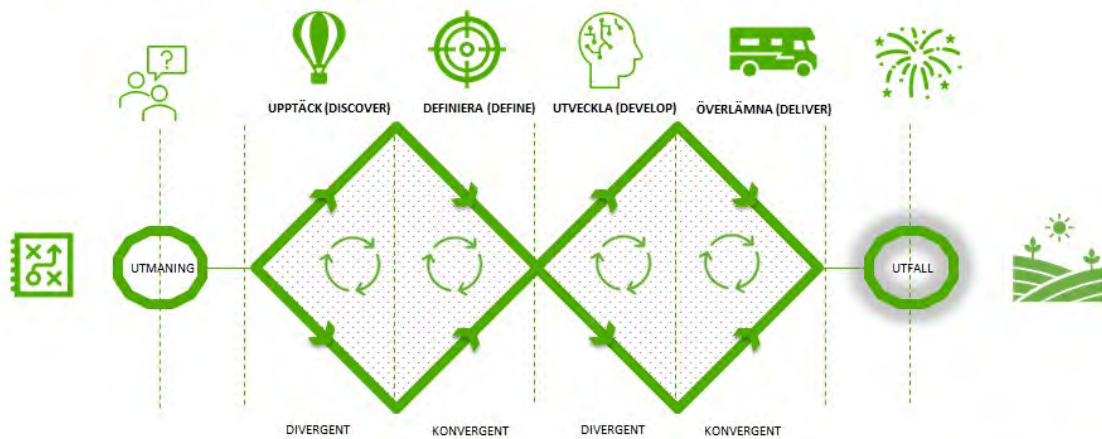 ?
UPPTÄCK (DISCOVER)
DEFINIERA (DEFINE)
UTVECKLA (DEVELOP)
ÖVERLÄMNA (DELIVER)
UTMANING
UTFALL
DIVERGENT
KONVERGENT
DIVERGENT
KONVERGENT